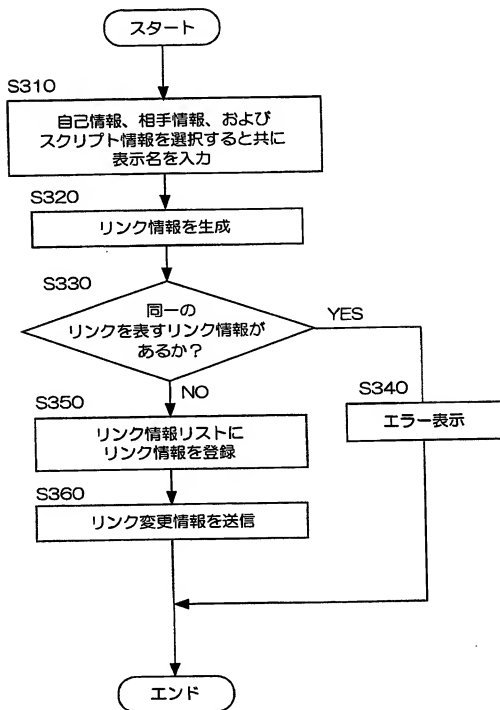 スタート
S310
自己情報、相手情報、および
スクリプト情報を選択すると共に
表示名を入力
S320
リンク情報を生成
S330
同一の
リンクを表すリンク情報が
あるか？
YES
NO
S340
エラー表示
S350
リンク情報リストに
リンク情報を登録
S360
リンク変更情報を送信
エンド